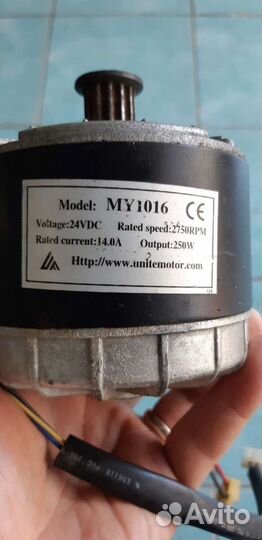 Model: MY1016 CE
Voltage:24VDC Rated speed:2750RPM
Rated current:14.0A Output:250W
Http://www.unitemotor.com
Avito